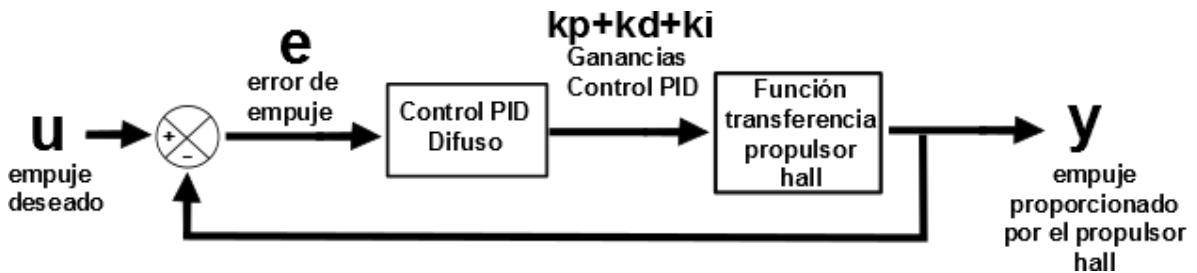 u
empuje
deseado
+
−
e
error de
empuje
Control PID
Difuso
kp+kd+ki
Ganancias
Control PID
Función
transferencia
propulsor
hall
y
empuje
proporcionado
por el propulsor
hall